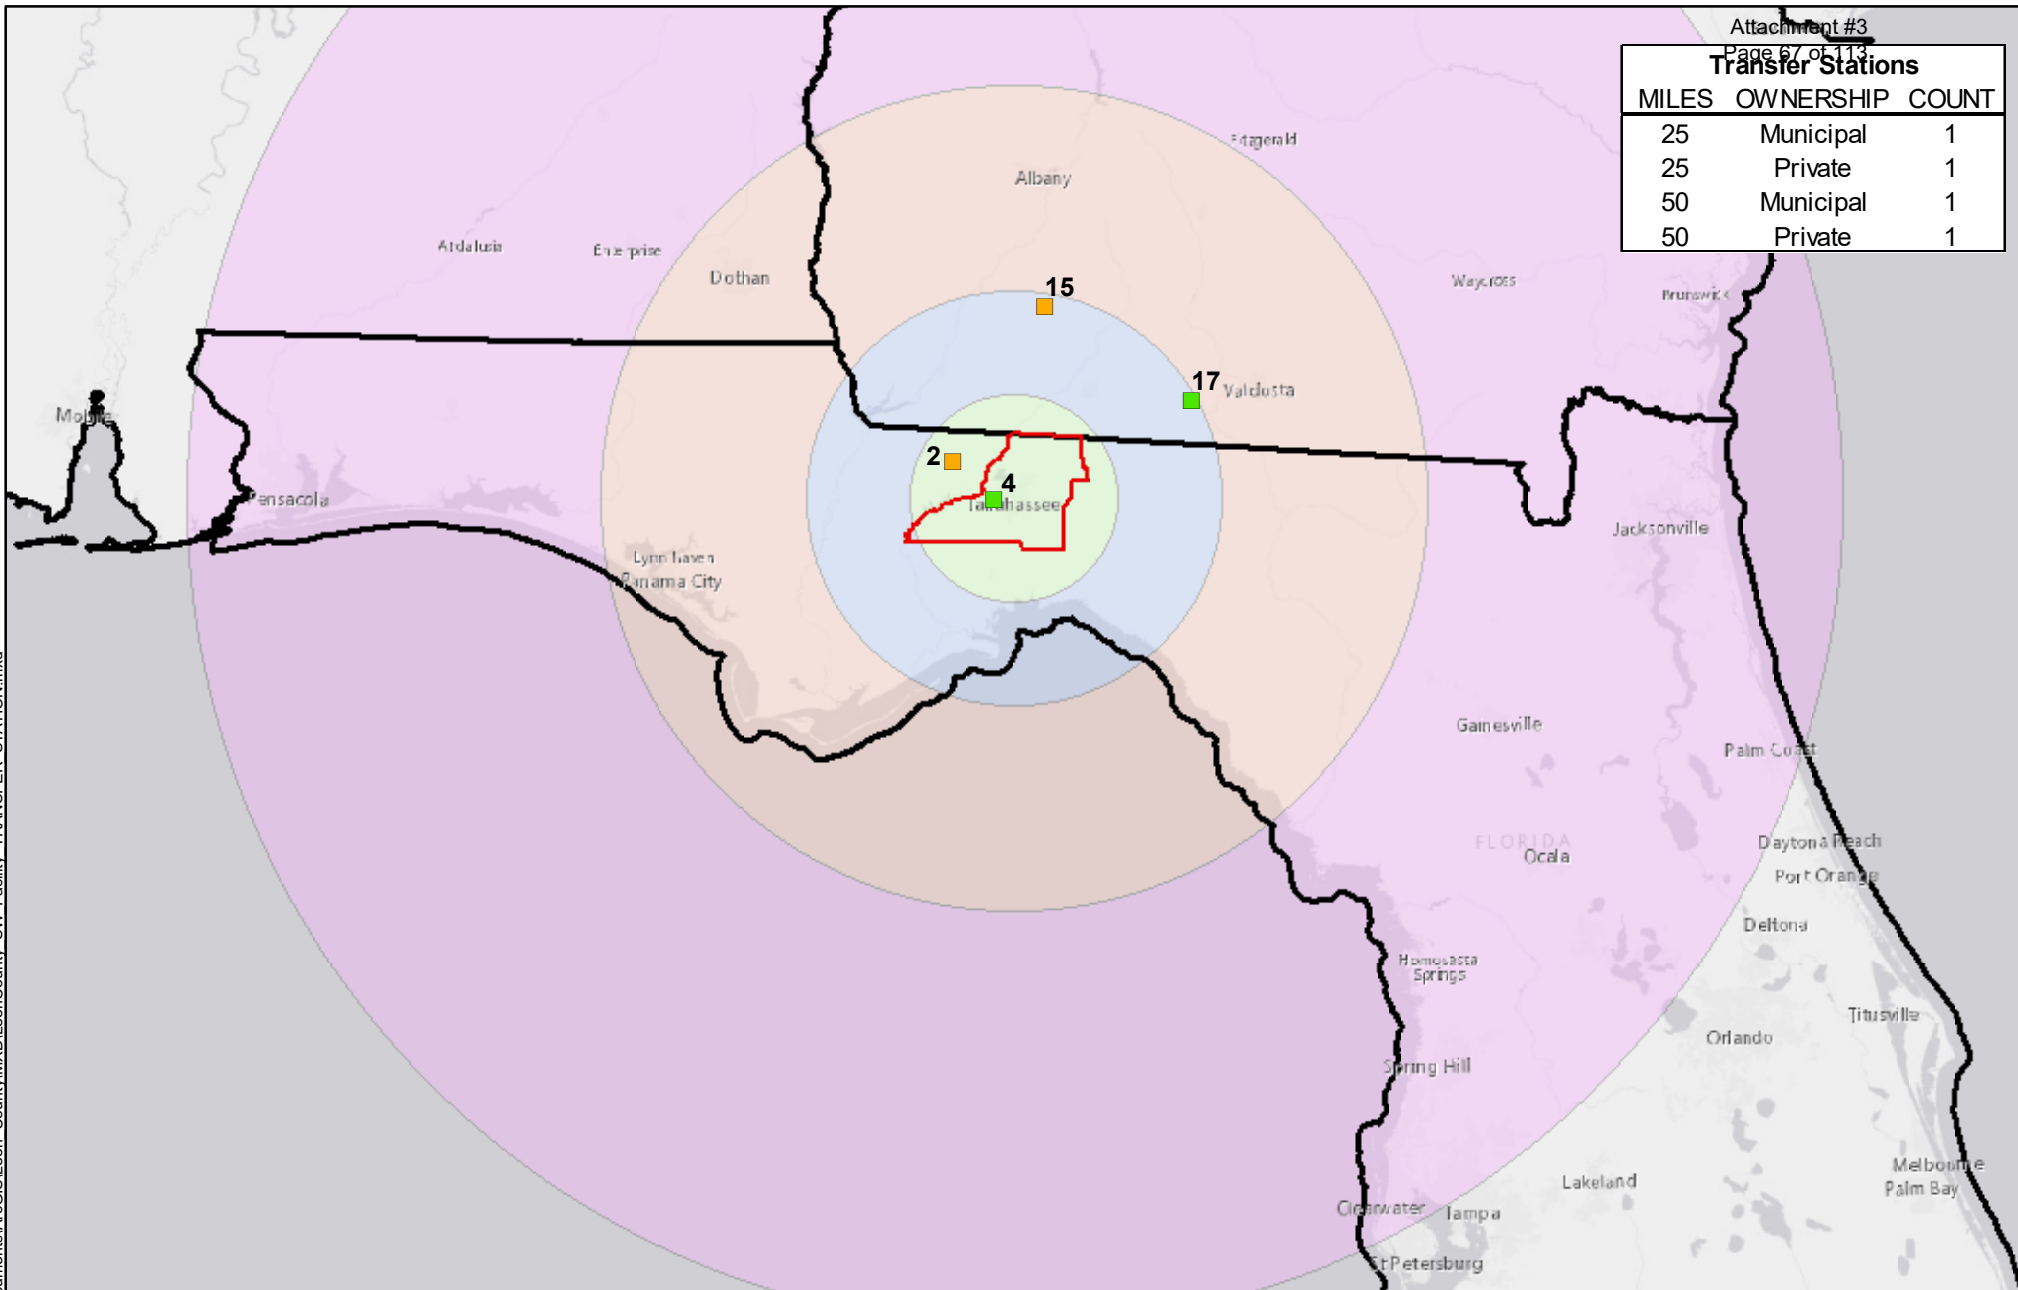 Attachment #3
Page 67 of 113
Transfer Stations
MILES OWNERSHIP COUNT
25 Municipal 1
25 Private 1
50 Municipal 1
50 Private 1
Fitzgerald
Albany
Andalusia
Enterprise
Dothan
Waycross
Brunswick
15
17
Valdosta
Mobile
2
4
Tallahassee
Pensacola
Jacksonville
Lynn Haven
Panama City
Gainesville
Palm Coast
FLORIDA
Ocala
Daytona Beach
Port Orange
Deltona
Homosassa
Springs
Titusville
Orlando
Spring Hill
Melbourne
Palm Bay
Lakeland
Clearwater
Tampa
St Petersburg